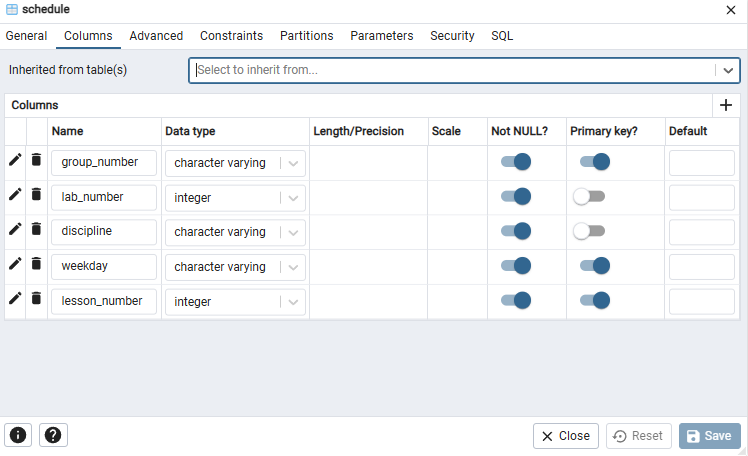 schedule
General Columns Advanced Constraints Partitions Parameters Security SQL
Inherited from table(s) Select to inherit from...
Columns
Name Data type Length/Precision Scale Not NULL? Primary key? Default
group_number character varying
lab_number integer
discipline character varying
weekday character varying
lesson_number integer
Close Reset Save